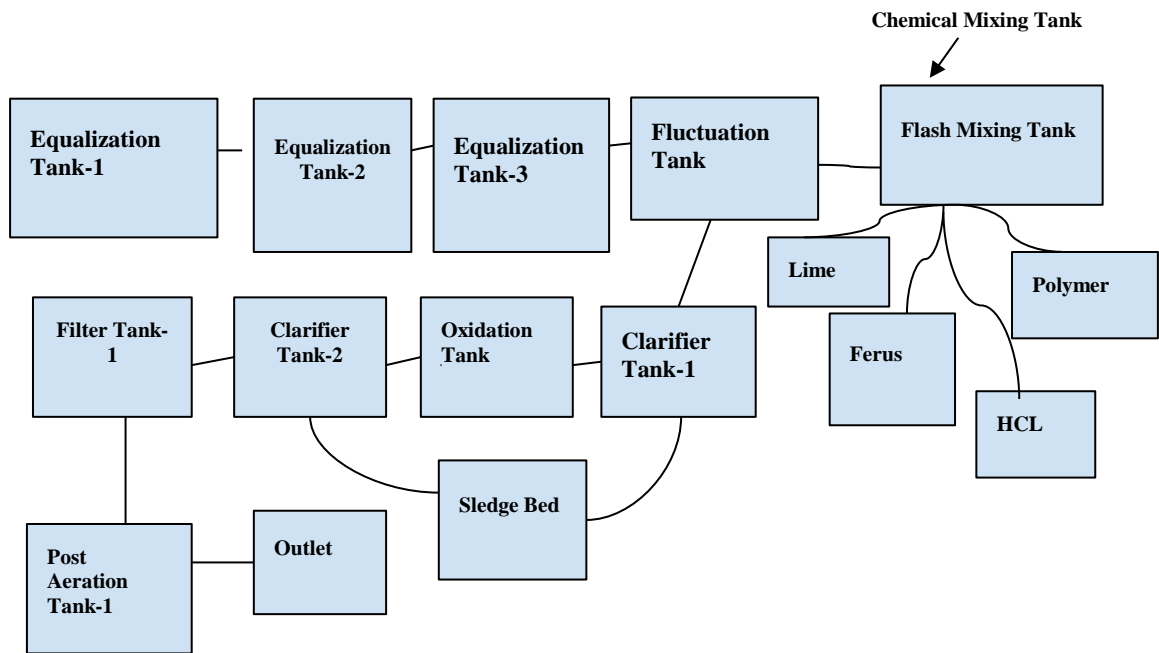 Chemical Mixing Tank
Equalization
Tank-1
Equalization
Tank-2
Equalization
Tank-3
Fluctuation
Tank
Flash Mixing Tank
Lime
Polymer
Ferus
HCL
Filter Tank-
1
Clarifier
Tank-2
Oxidation
Tank
Clarifier
Tank-1
Sledge Bed
Post
Aeration
Tank-1
Outlet